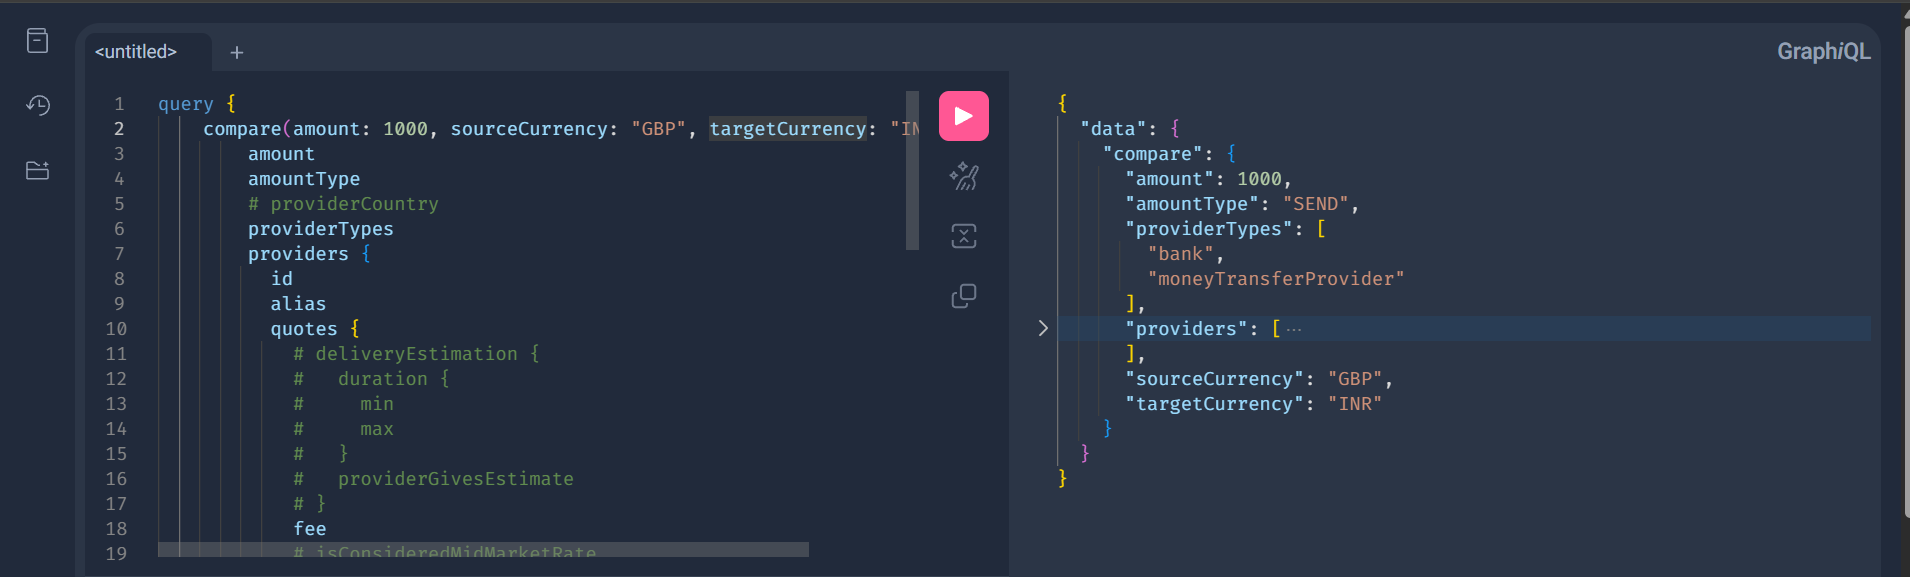 <untitled> +
GraphiQL
1 query {
2 compare(amount: 1000, sourceCurrency: "GBP", targetCurrency: "IN
3 amount
4 amountType
5 # providerCountry
6 providerTypes
7 providers {
8 id
9 alias
10 quotes {
11 # deliveryEstimation {
12 #   duration {
13 #     min
14 #     max
15 #   }
16 #   providerGivesEstimate
17 # }
18 fee
19 # isConsideredMidMarketRate
{
"data": {
"compare": {
"amount": 1000,
"amountType": "SEND",
"providerTypes": [
"bank",
"moneyTransferProvider"
],
"providers": [ ···
],
"sourceCurrency": "GBP",
"targetCurrency": "INR"
}
}
}